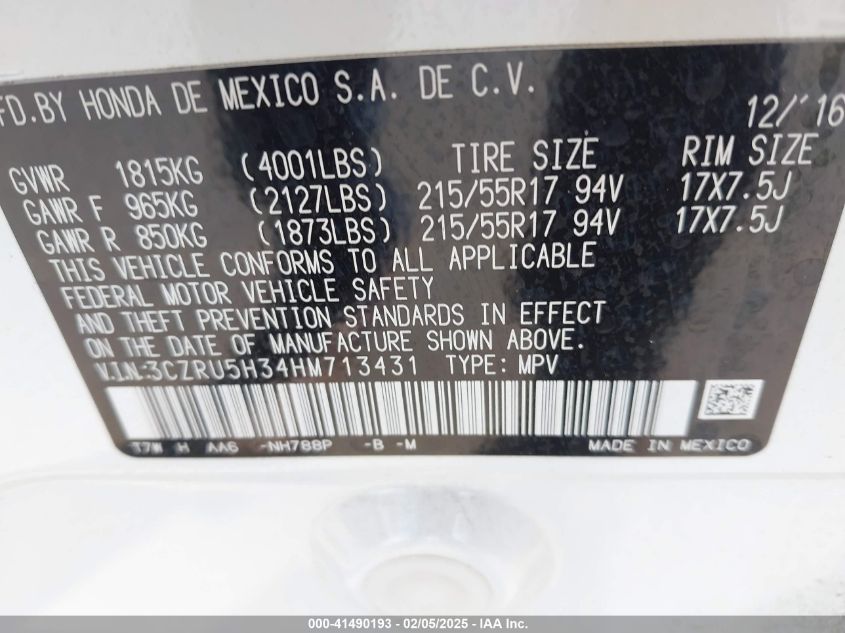 FD.BY HONDA DE MEXICO S.A. DE C.V.
12/'16
GVWR 1815KG (4001LBS) TIRE SIZE RIM SIZE
GAWR F 965KG (2127LBS) 215/55R17 94V 17X7.5J
GAWR R 850KG (1873LBS) 215/55R17 94V 17X7.5J
THIS VEHICLE CONFORMS TO ALL APPLICABLE
FEDERAL MOTOR VEHICLE SAFETY
AND THEFT PREVENTION STANDARDS IN EFFECT
ON THE DATE OF MANUFACTURE SHOWN ABOVE.
V.I.N:3CZRU5H34HM713431 TYPE: MPV
T7W H AA6 -NH788P -B -M MADE IN MEXICO
000-41490193 - 02/05/2025 - IAA Inc.